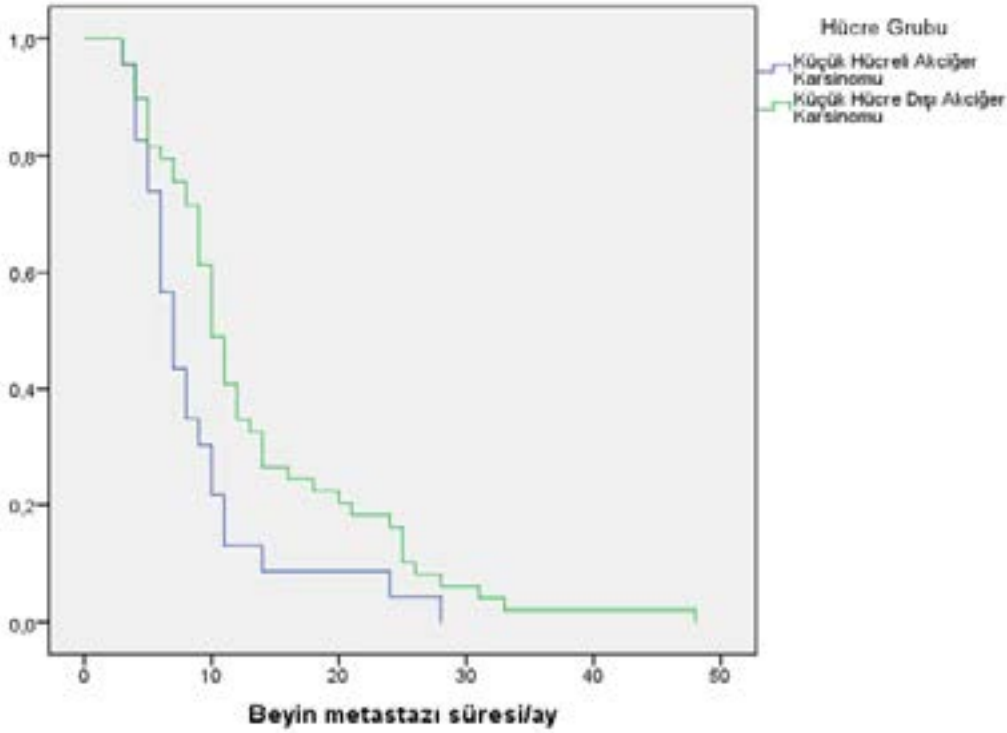 Hücre Grubu
Küçük Hücreli Akciğer
Karsinomu
Küçük Hücre Dışı Akciğer
Karsinomu
1,0
0,8
0,6
0,4
0,2
0,0
0 10 20 30 40 50
Beyin metastazı süresi/ay